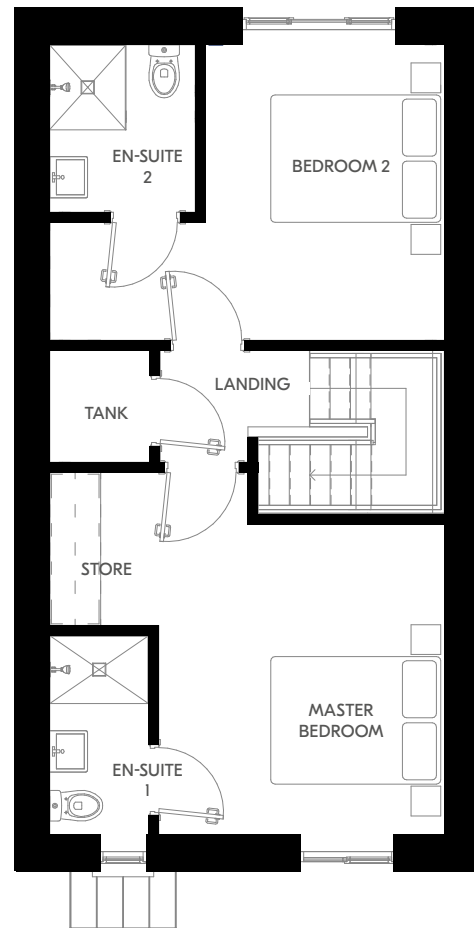 EN-SUITE
2
BEDROOM 2
LANDING
TANK
STORE
MASTER
BEDROOM
EN-SUITE
1